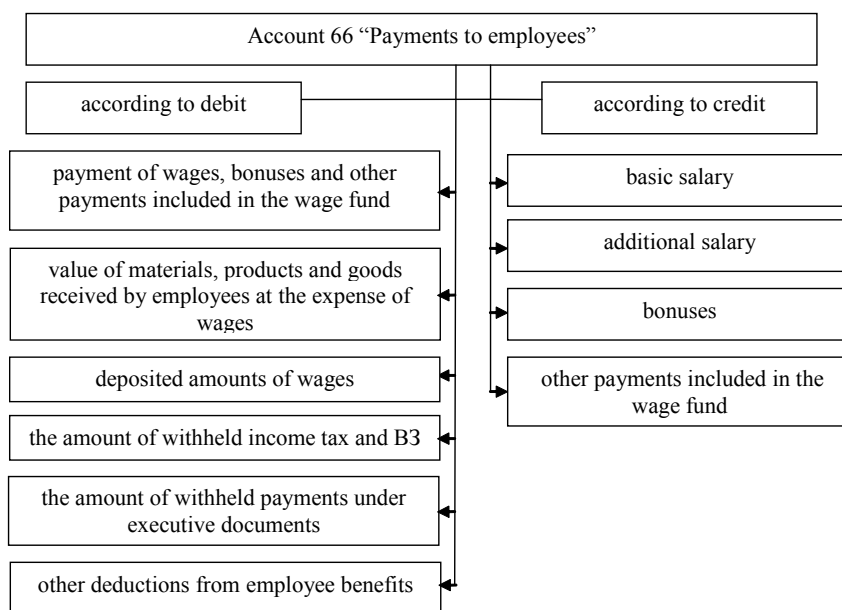 Account 66 “Payments to employees”
according to debit
according to credit
payment of wages, bonuses and other
payments included in the wage fund
value of materials, products and goods
received by employees at the expense of
wages
deposited amounts of wages
the amount of withheld income tax and ВЗ
the amount of withheld payments under
executive documents
other deductions from employee benefits
basic salary
additional salary
bonuses
other payments included in the
wage fund